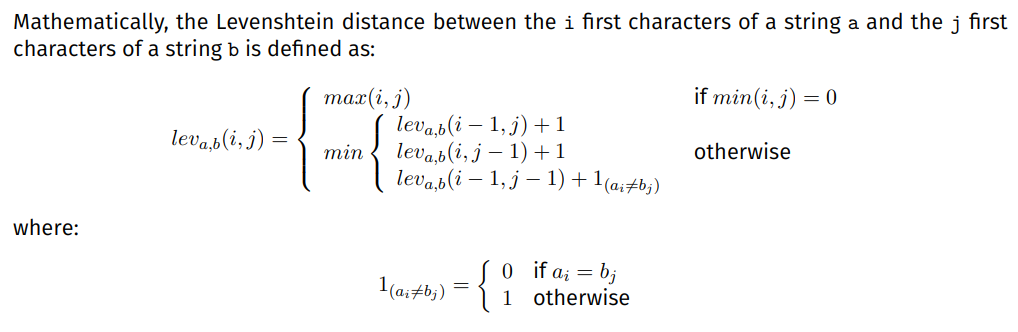 Mathematically, the Levenshtein distance between the i first characters of a string a and the j first
characters of a string b is defined as:
max(i, j) if min(i, j) = 0
lev_{a,b}(i − 1, j) + 1
lev_{a,b}(i, j) = { min { lev_{a,b}(i, j − 1) + 1 otherwise
lev_{a,b}(i − 1, j − 1) + 1_{(a_i≠b_j)}
where:
1_{(a_i≠b_j)} = { 0 if a_i = b_j
1 otherwise